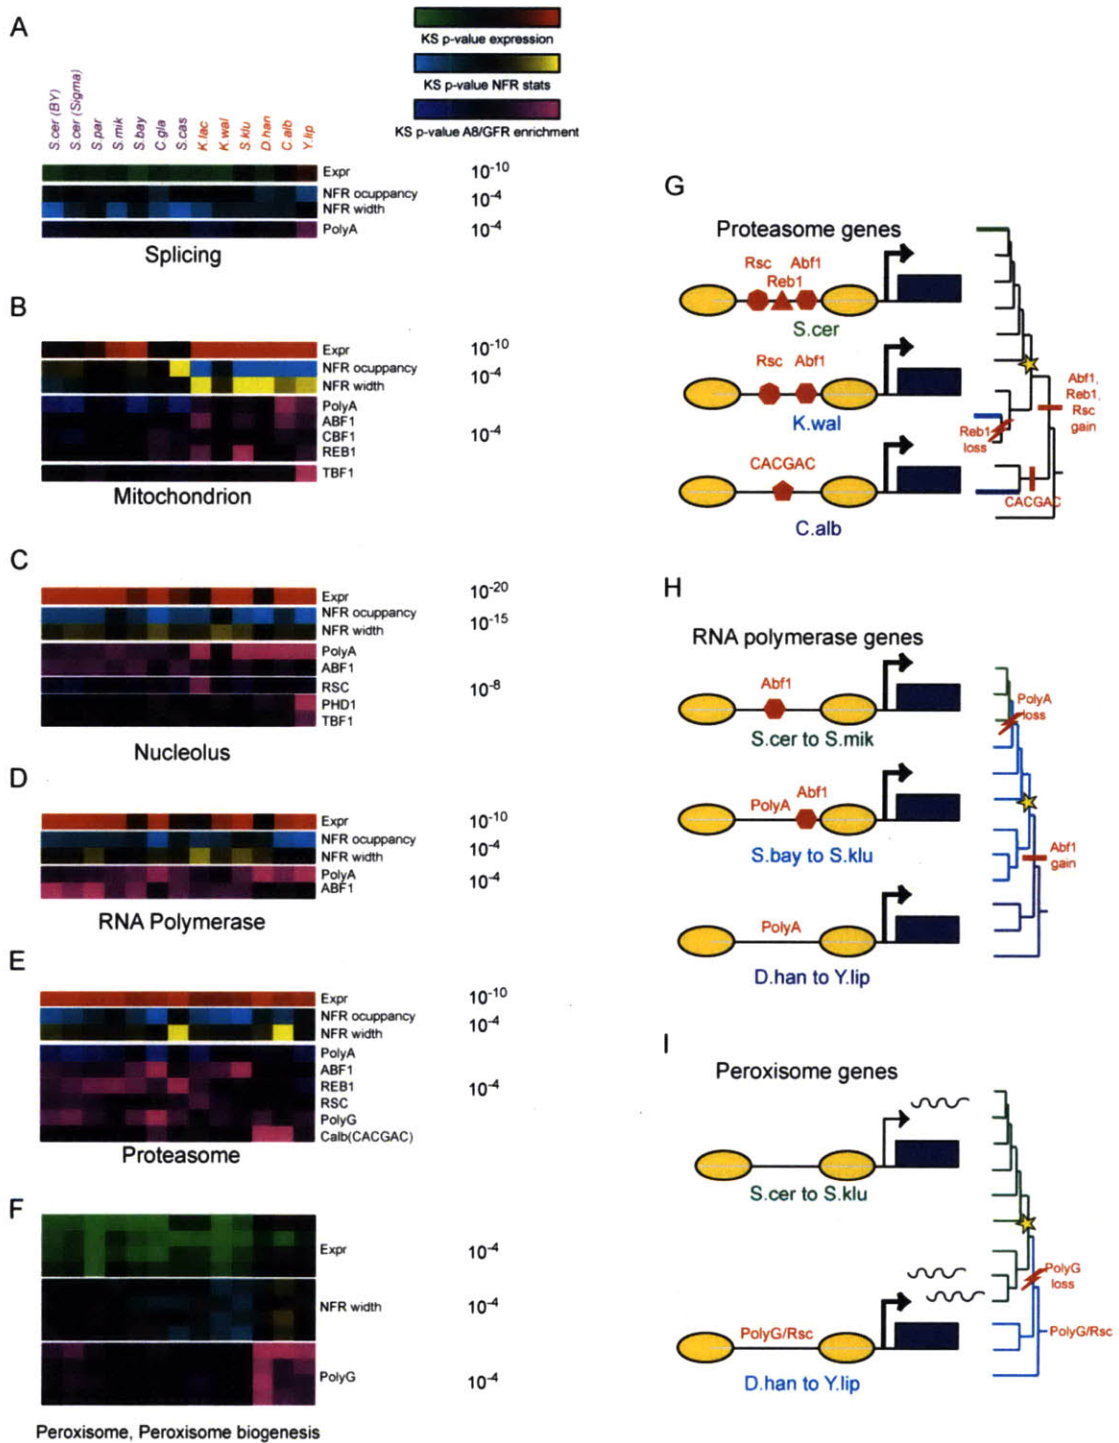 A
KS p-value expression
KS p-value NFR stats
KS p-value A8/GFR enrichment
S.cer (BY)
S.cer (Sigma)
S.par
S.mik
S.bay
C.gla
S.cas
K.lac
K.wal
S.klu
D.han
C.alb
Y.lip
Expr
10-10
NFR ocuppancy
10-4
NFR width
PolyA
10-4
Splicing
B
Expr
10-10
NFR occupancy
10-4
NFR width
PolyA
ABF1
CBF1
10-4
REB1
TBF1
Mitochondrion
C
Expr
10-20
NFR ocuppancy
10-15
NFR width
PolyA
ABF1
RSC
10-8
PHD1
TBF1
Nucleolus
D
Expr
10-10
NFR ocuppancy
10-4
NFR width
PolyA
10-4
ABF1
RNA Polymerase
E
Expr
10-10
NFR ocuppancy
10-4
NFR width
PolyA
ABF1
REB1
10-4
RSC
PolyG
Calb(CACGAC)
Proteasome
F
Expr
10-4
NFR width
10-4
PolyG
10-4
Peroxisome, Peroxisome biogenesis
G
Proteasome genes
Rsc
Abf1
Reb1
S.cer
Rsc
Abf1
K.wal
CACGAC
C.alb
Abf1,
Reb1,
Rsc
gain
Reb1
loss
CACGAC
H
RNA polymerase genes
Abf1
S.cer to S.mik
PolyA
Abf1
S.bay to S.klu
PolyA
D.han to Y.lip
PolyA
loss
Abf1
gain
I
Peroxisome genes
S.cer to S.klu
PolyG/Rsc
D.han to Y.lip
PolyG
loss
PolyG/Rsc